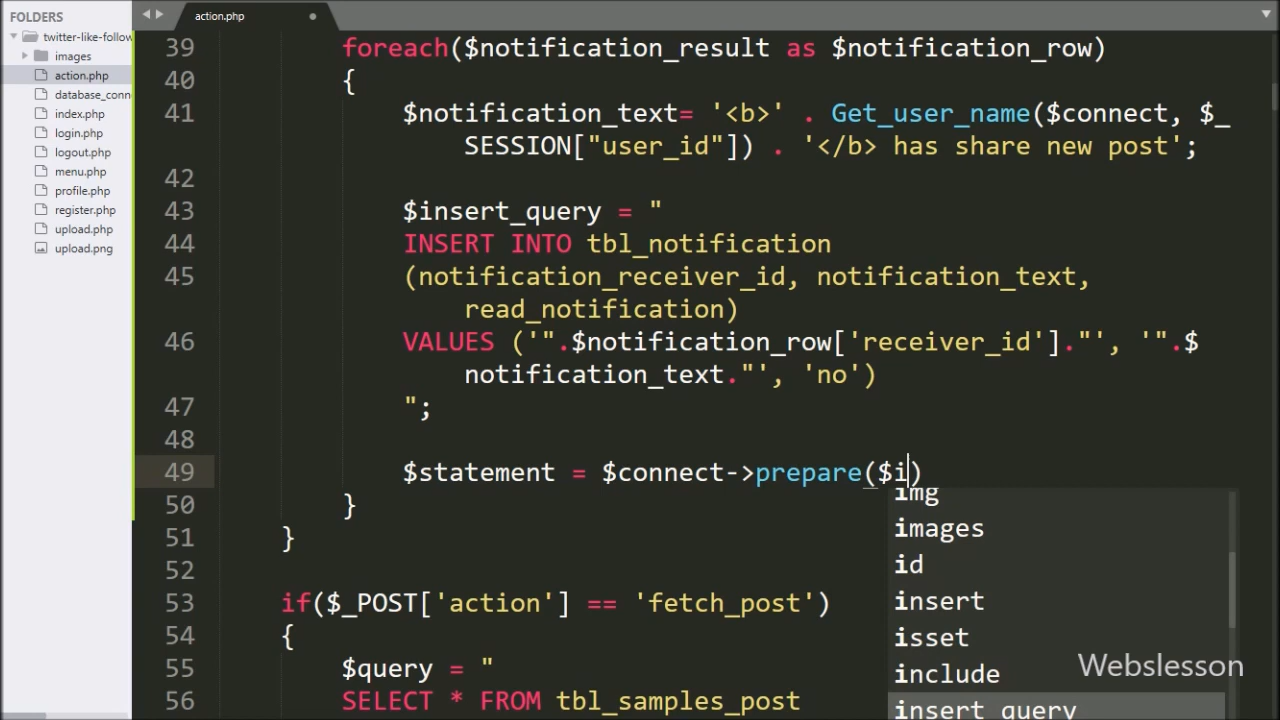 FOLDERS
twitter-like-follow
images
action.php
database_conn
index.php
login.php
logout.php
menu.php
profile.php
register.php
upload.php
upload.png
action.php
39 foreach($notification_result as $notification_row)
40 {
41 $notification_text= '<b>' . Get_user_name($connect, $_
SESSION["user_id"]) . '</b> has share new post';
42
43 $insert_query = "
44 INSERT INTO tbl_notification
45 (notification_receiver_id, notification_text,
read_notification)
46 VALUES ('".$notification_row['receiver_id']."', '".$
notification_text."', 'no')
47 ";
48
49 $statement = $connect->prepare($i)
50 }
51 }
52
53 if($_POST['action'] == 'fetch_post')
54 {
55 $query = "
56 SELECT * FROM tbl_samples_post
img
images
id
insert
isset
include
insert_query
Webslesson